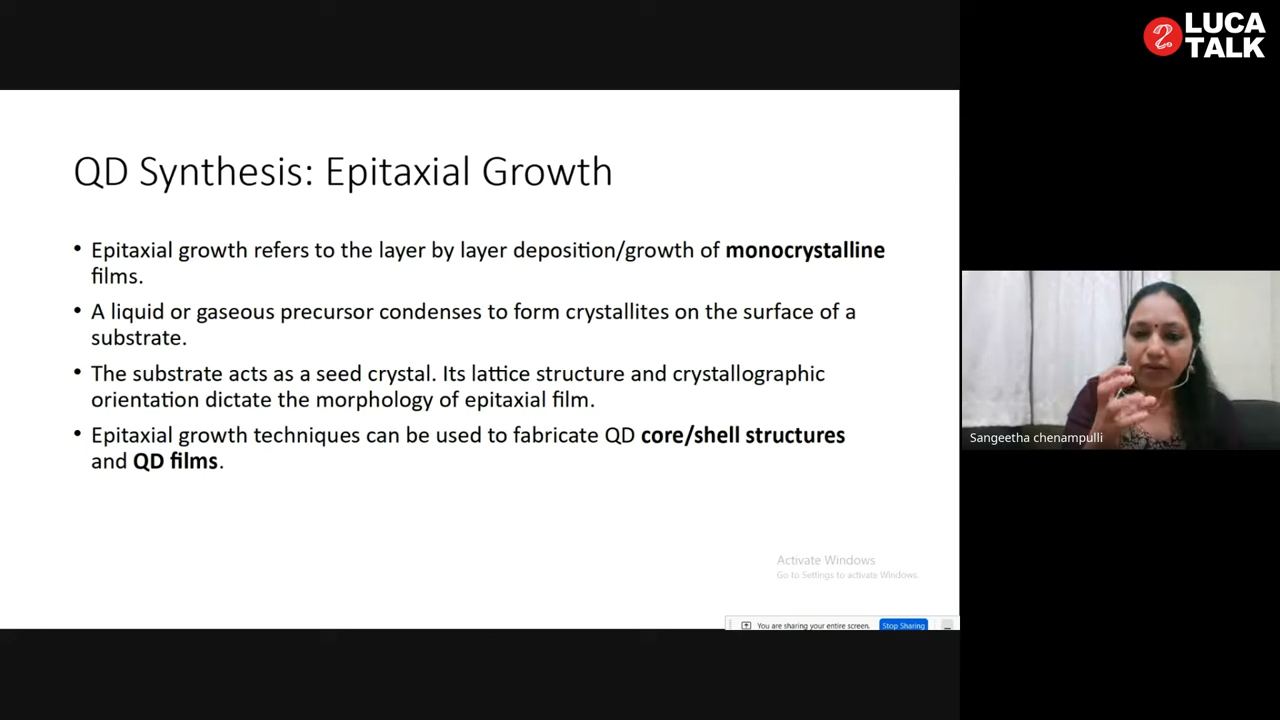 LUCA
TALK
QD Synthesis: Epitaxial Growth
• Epitaxial growth refers to the layer by layer deposition/growth of monocrystalline
films.
• A liquid or gaseous precursor condenses to form crystallites on the surface of a
substrate.
• The substrate acts as a seed crystal. Its lattice structure and crystallographic
orientation dictate the morphology of epitaxial film.
• Epitaxial growth techniques can be used to fabricate QD core/shell structures
and QD films.
Sangeetha chenampulli
Activate Windows
Go to Settings to activate Windows.
You are sharing your entire screen.
Stop Sharing